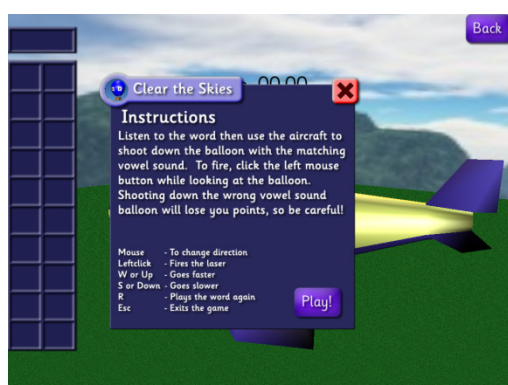 Back
Clear the Skies
Instructions
Listen to the word then use the aircraft to
shoot down the balloon with the matching
vowel sound. To fire, click the left mouse
button while looking at the balloon.
Shooting down the wrong vowel sound
balloon will lose you points, so be careful!
Mouse - To change direction
Leftclick - Fires the laser
W or Up - Goes faster
S or Down - Goes slower
R - Plays the word again
Esc - Exits the game
Play!